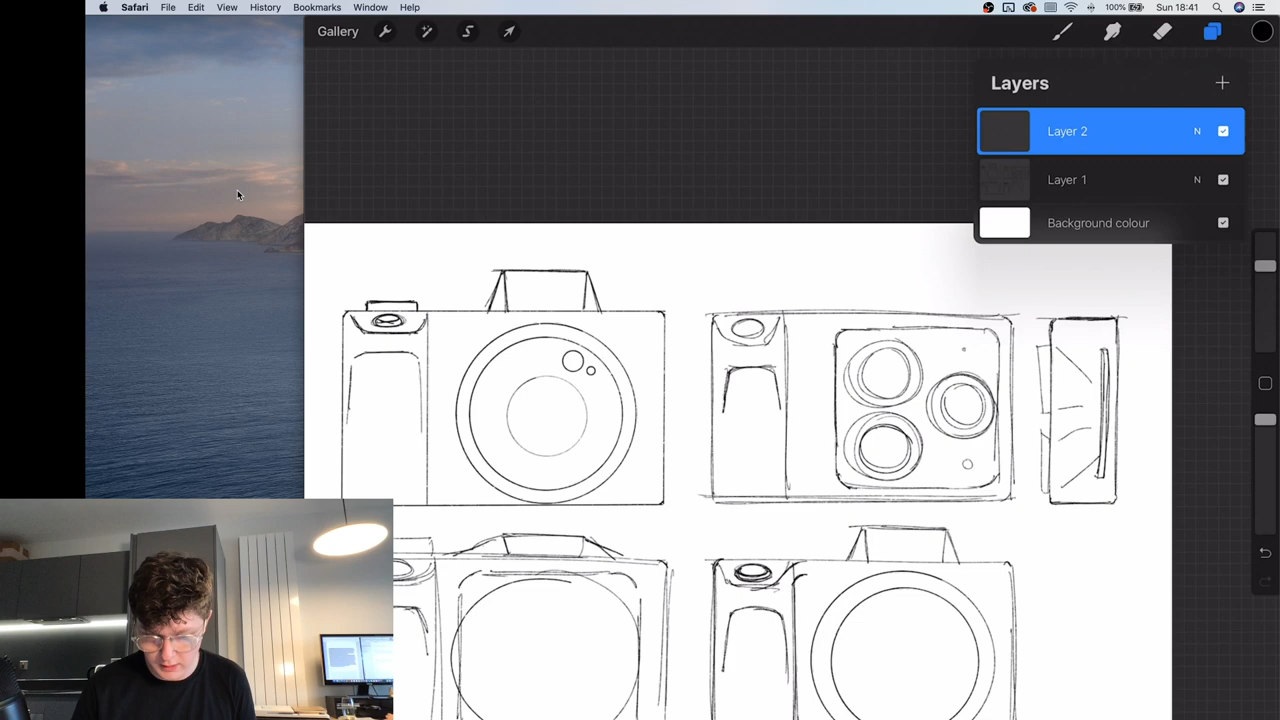 Safari File Edit View History Bookmarks Window Help 100% Sun 18:41
Gallery
Layers
Layer 2 N
Layer 1 N
Background colour